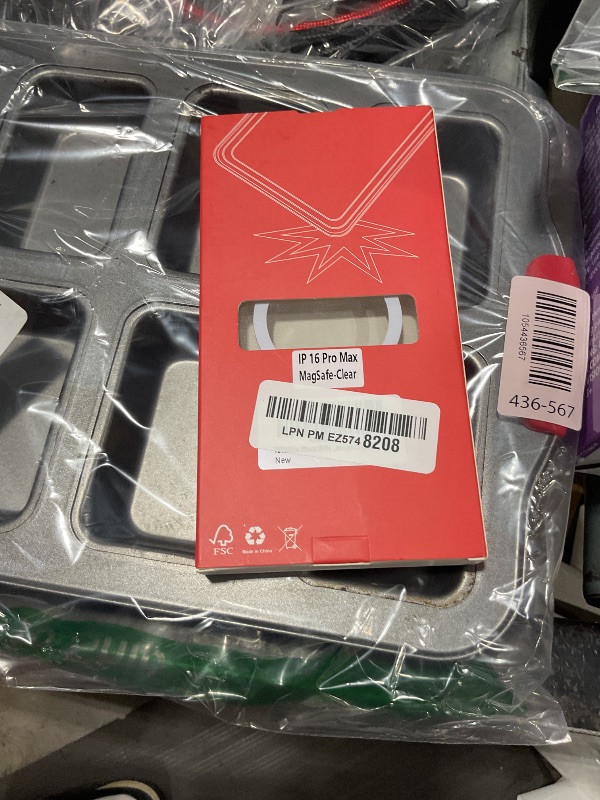 IP 16 Pro Max
MagSafe-Clear
LPN PM EZ574 8208
New
FSC
Made in China
1054436567
436-567